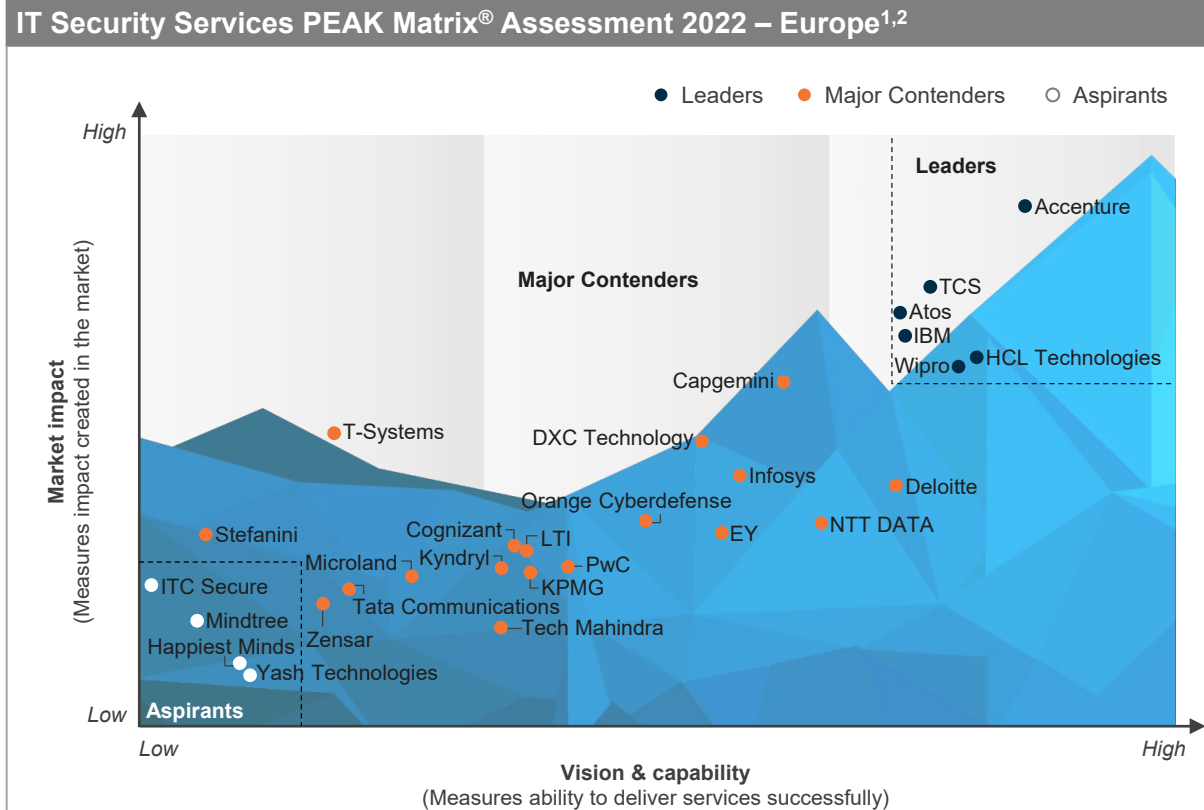 IT Security Services PEAK Matrix® Assessment 2022 – Europe1,2
Leaders
Major Contenders
Aspirants
High
Leaders
Accenture
Major Contenders
TCS
Atos
IBM
HCL Technologies
Wipro
Capgemini
T-Systems
DXC Technology
Infosys
Deloitte
Orange Cyberdefense
NTT DATA
EY
Stefanini
Cognizant
LTI
Microland
Kyndryl
PwC
KPMG
ITC Secure
Tata Communications
Mindtree
Zensar
Tech Mahindra
Happiest Minds
Yash Technologies
Aspirants
Low
Market impact
(Measures impact created in the market)
Low
High
Vision & capability
(Measures ability to deliver services successfully)